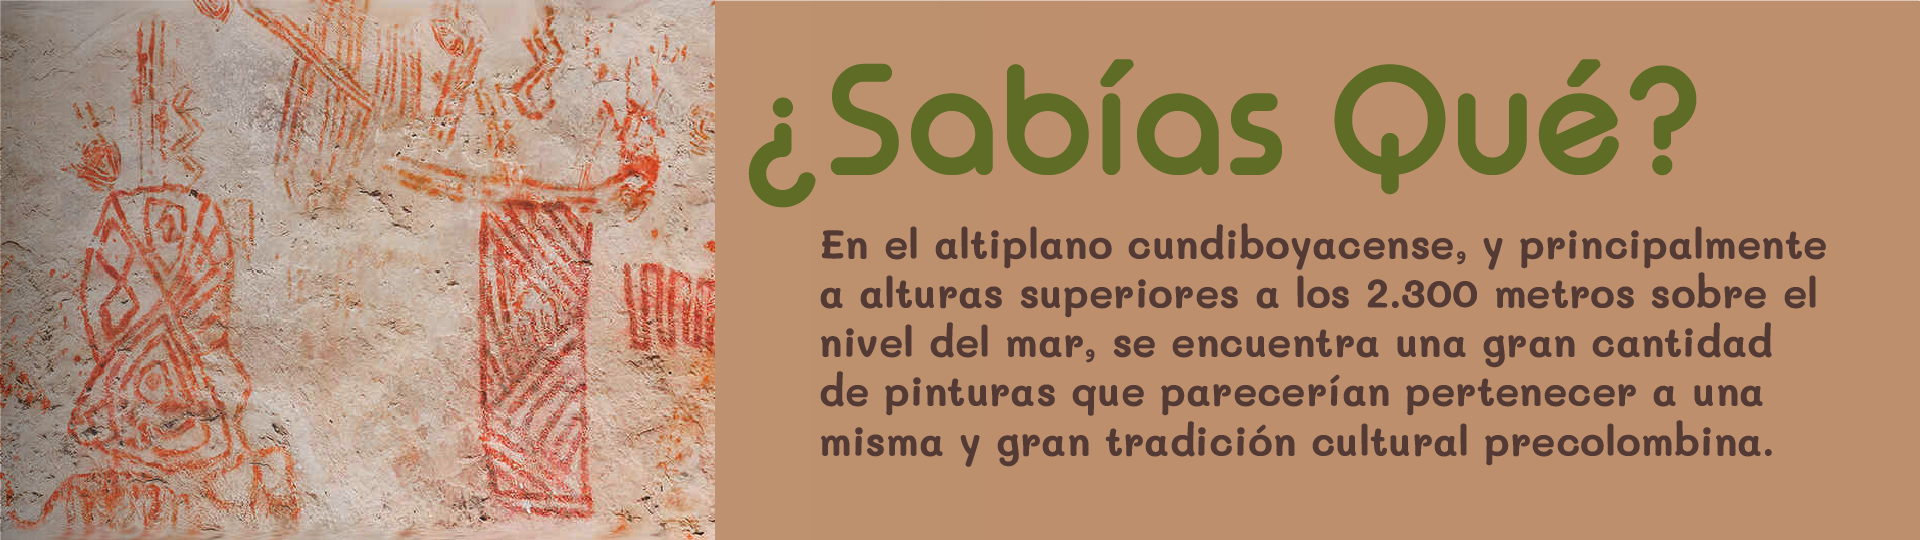 ¿Sabías Qué?
En el altiplano cundiboyacense, y principalmente
a alturas superiores a los 2.300 metros sobre el
nivel del mar, se encuentra una gran cantidad
de pinturas que parecerían pertenecer a una
misma y gran tradición cultural precolombina.